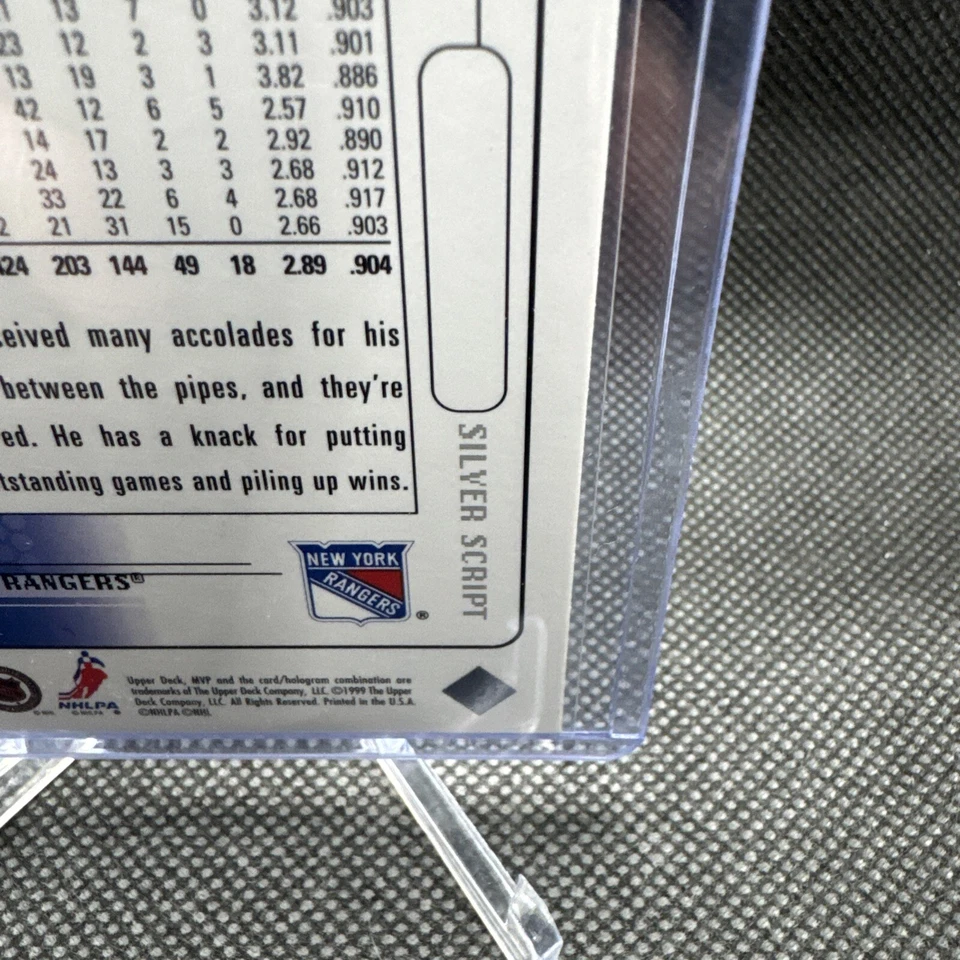 13 7 0 3.12 .903
23 12 2 3 3.11 .901
13 19 3 1 3.82 .886
42 12 6 5 2.57 .910
14 17 2 2 2.92 .890
24 13 3 3 2.68 .912
33 22 6 4 2.68 .917
2 21 31 15 0 2.66 .903
424 203 144 49 18 2.89 .904
eived many accolades for his
between the pipes, and they're
ed. He has a knack for putting
tstanding games and piling up wins.
SILVER SCRIPT
NEW YORK
RANGERS
®
RANGERS®
NHLPA
Upper Deck, MVP and the card/hologram combination are
trademarks of The Upper Deck Company, LLC. ©1999 The Upper
Deck Company, LLC. All Rights Reserved. Printed in the U.S.A.
©NHLPA ©NHL